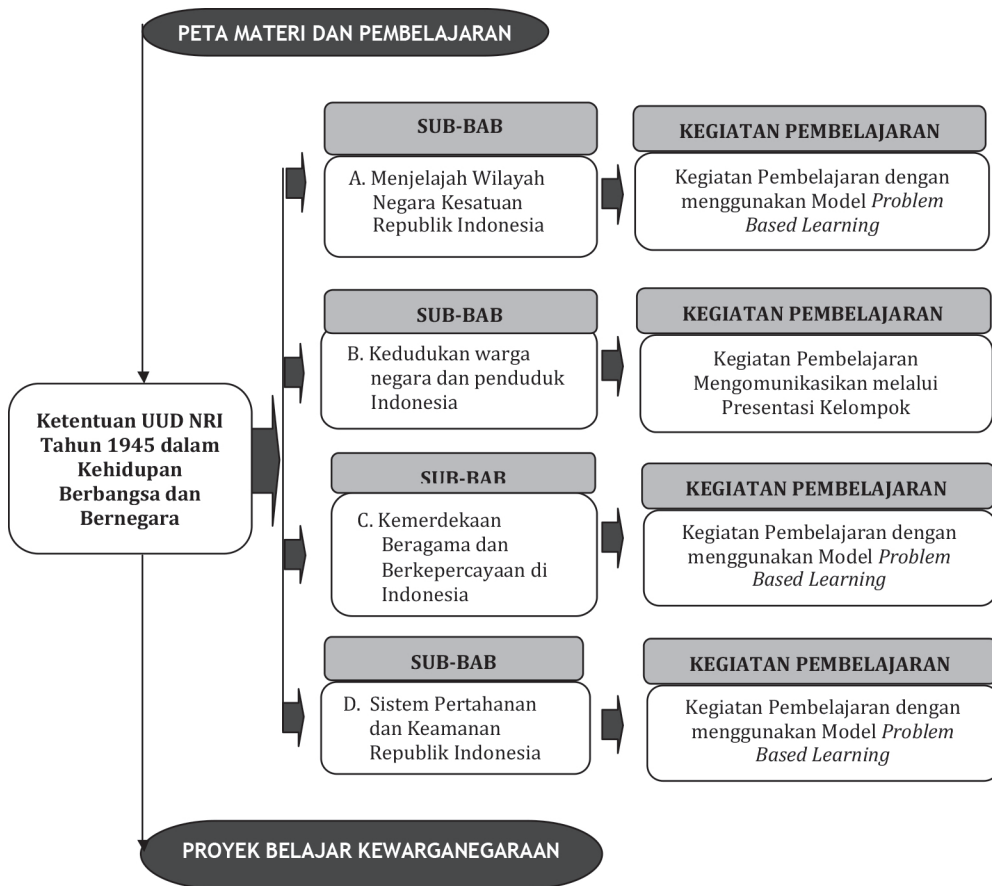 PETA MATERI DAN PEMBELAJARAN
SUB-BAB
A. Menjelajah Wilayah
Negara Kesatuan
Republik Indonesia
KEGIATAN PEMBELAJARAN
Kegiatan Pembelajaran dengan
menggunakan Model Problem
Based Learning
SUB-BAB
B. Kedudukan warga
negara dan penduduk
Indonesia
KEGIATAN PEMBELAJARAN
Kegiatan Pembelajaran
Mengomunikasikan melalui
Presentasi Kelompok
Ketentuan UUD NRI
Tahun 1945 dalam
Kehidupan
Berbangsa dan
Bernegara
SUB-BAB
C. Kemerdekaan
Beragama dan
Berkepercayaan di
Indonesia
KEGIATAN PEMBELAJARAN
Kegiatan Pembelajaran dengan
menggunakan Model Problem
Based Learning
SUB-BAB
D. Sistem Pertahanan
dan Keamanan
Republik Indonesia
KEGIATAN PEMBELAJARAN
Kegiatan Pembelajaran dengan
menggunakan Model Problem
Based Learning
PROYEK BELAJAR KEWARGANEGARAAN